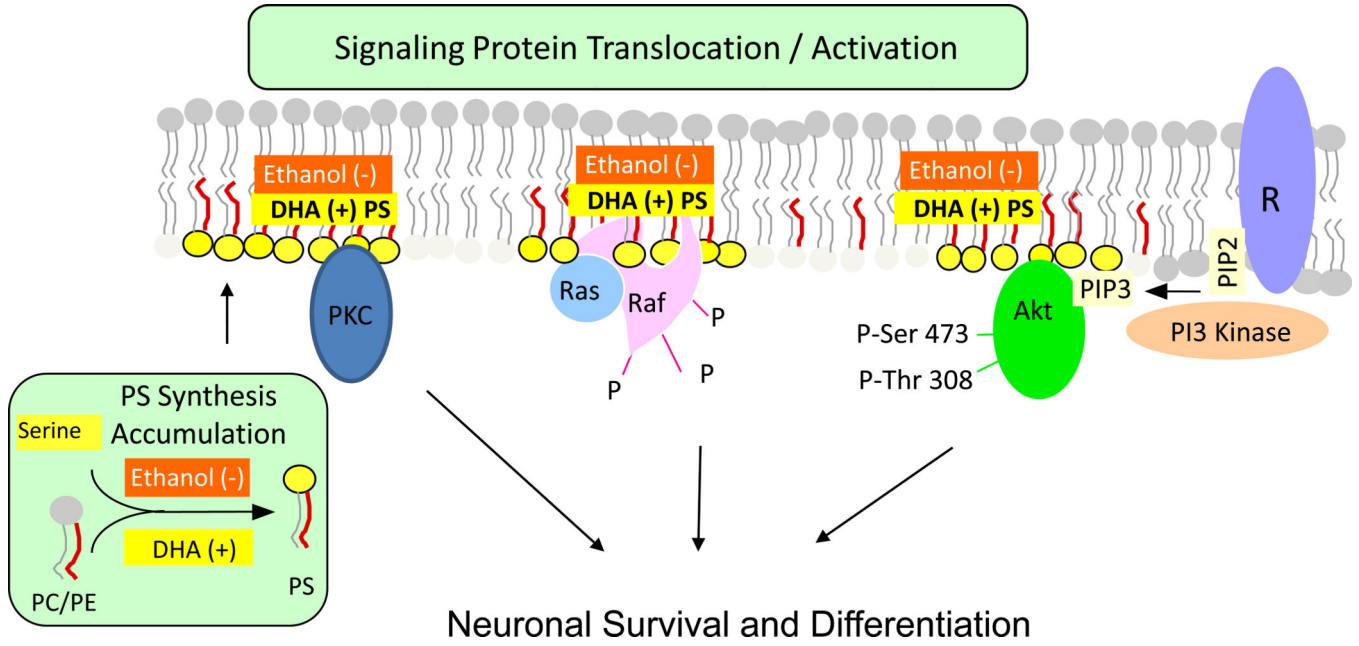 Signaling Protein Translocation / Activation
Ethanol (-)
DHA (+) PS
Ethanol (-)
DHA (+) PS
Ethanol (-)
DHA (+) PS
R
PIP2
PIP3
PI3 Kinase
PKC
Ras
Raf
P
P
P
Akt
P-Ser 473
P-Thr 308
PS Synthesis
Accumulation
Serine
Ethanol (-)
DHA (+)
PC/PE
PS
Neuronal Survival and Differentiation